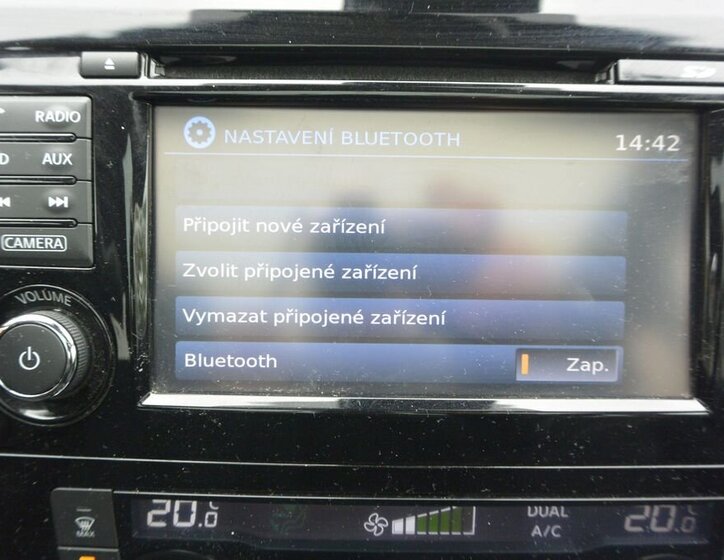 RADIO
AUX
CAMERA
VOLUME
NASTAVENÍ BLUETOOTH 14:42
Připojit nové zařízení
Zvolit připojené zařízení
Vymazat připojené zařízení
Bluetooth Zap.
MAX 20.0 DUAL 20.0
A/C